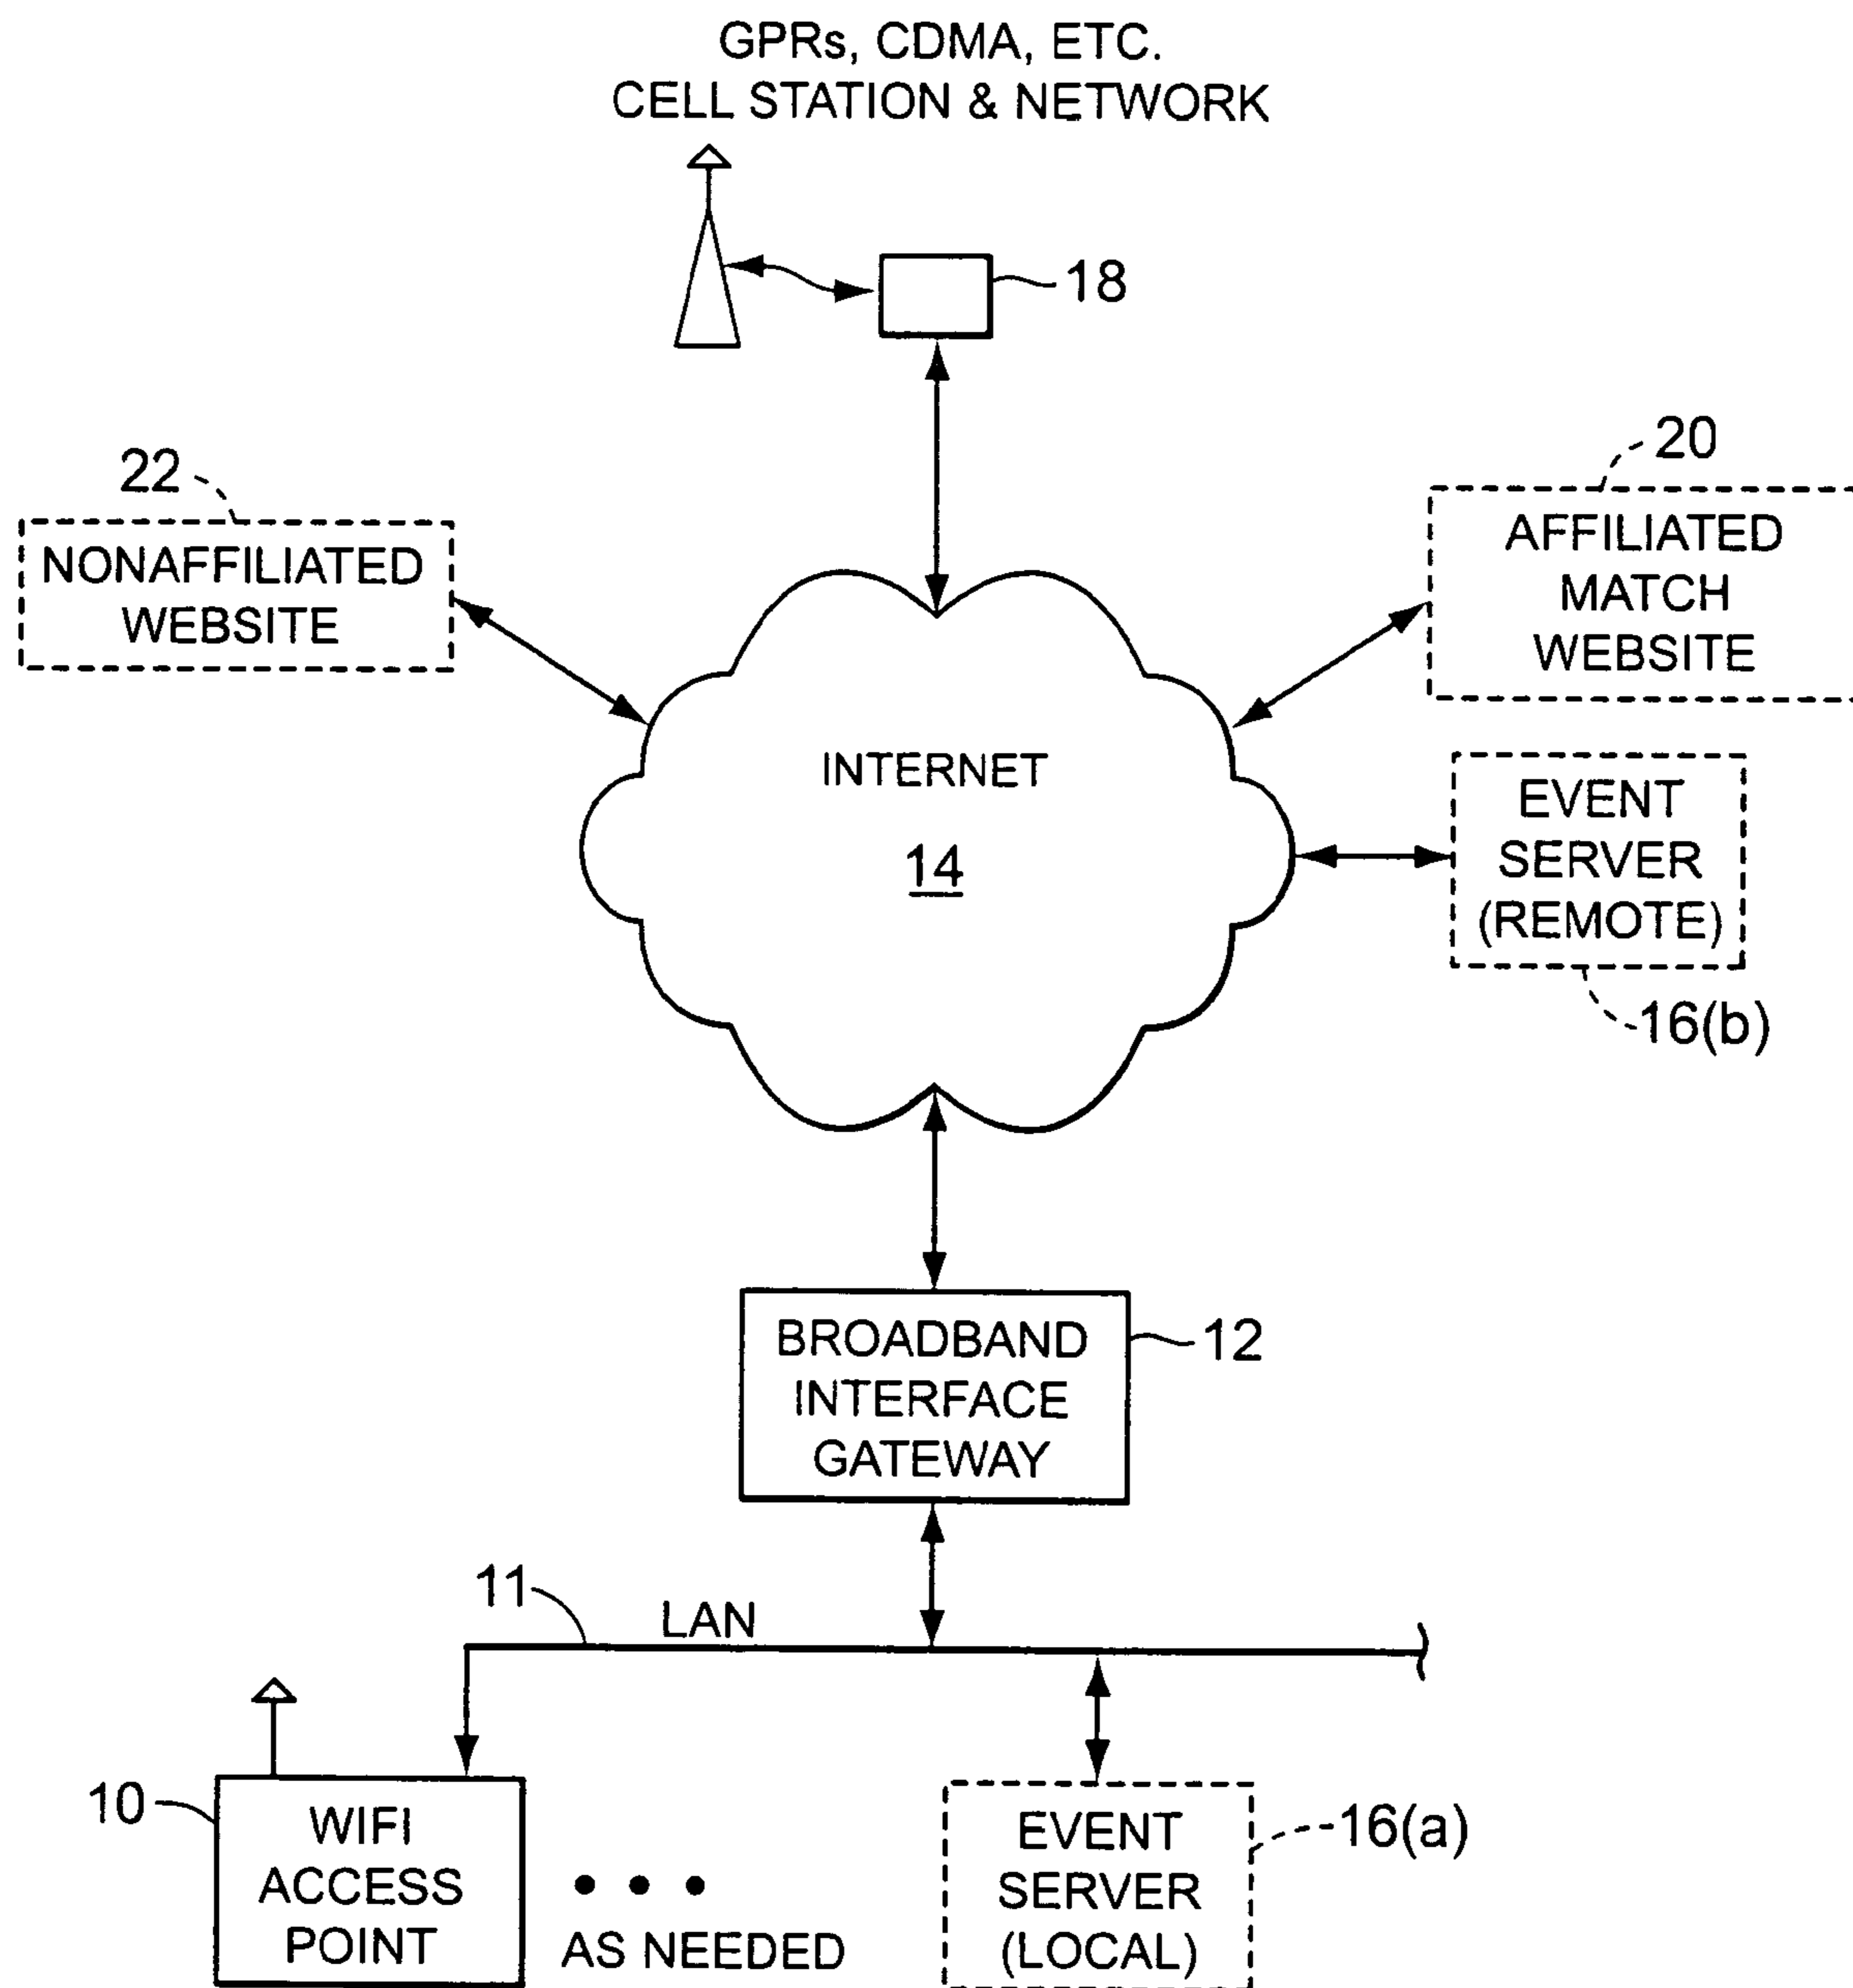 GPRs, CDMA, ETC.
CELL STATION & NETWORK
18
22
NONAFFILIATED
WEBSITE
20
AFFILIATED
MATCH
WEBSITE
INTERNET
14
EVENT
SERVER
(REMOTE)
16(b)
BROADBAND
INTERFACE
GATEWAY
12
11
LAN
10
WIFI
ACCESS
POINT
AS NEEDED
EVENT
SERVER
(LOCAL)
16(a)